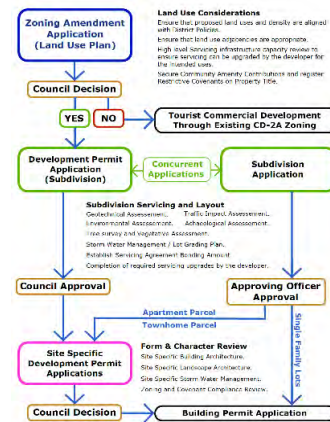 Zoning Amendment
Application
(Land Use Plan)
Land Use Considerations
Ensure that proposed land uses and density are aligned
with District Policies.
Ensure that land use adjacencies are appropriate.
High level Servicing infrastructure capacity review to
ensure servicing can be upgraded by the developer for
the intended uses.
Secure Community Amenity Contributions and register
Restrictive Covenants on Property Title.
Council Decision
YES
NO
Tourist Commercial Development
Through Existing CD-2A Zoning
Development Permit
Application
(Subdivision)
Concurrent
Applications
Subdivision
Application
Subdivision Servicing and Layout
Geotechnical Assessment.
Traffic Impact Assessment.
Environmental Assessment.
Achaeological Assessment.
Tree survey and Vegetative Assessment.
Storm Water Management / Lot Grading Plan.
Establish Servicing Agreement Bonding Amount
Completion of required servicing upgrades by the developer.
Council Approval
Approving Officer
Approval
Apartment Parcel
Townhome Parcel
Single Family Lots
Site Specific
Development Permit
Applications
Form & Character Review
Site Specific Building Architecture.
Site Specific Landscape Architecture.
Site Specific Storm Water Management.
Zoning and Covenant Compliance Review.
Council Decision
Building Permit Application